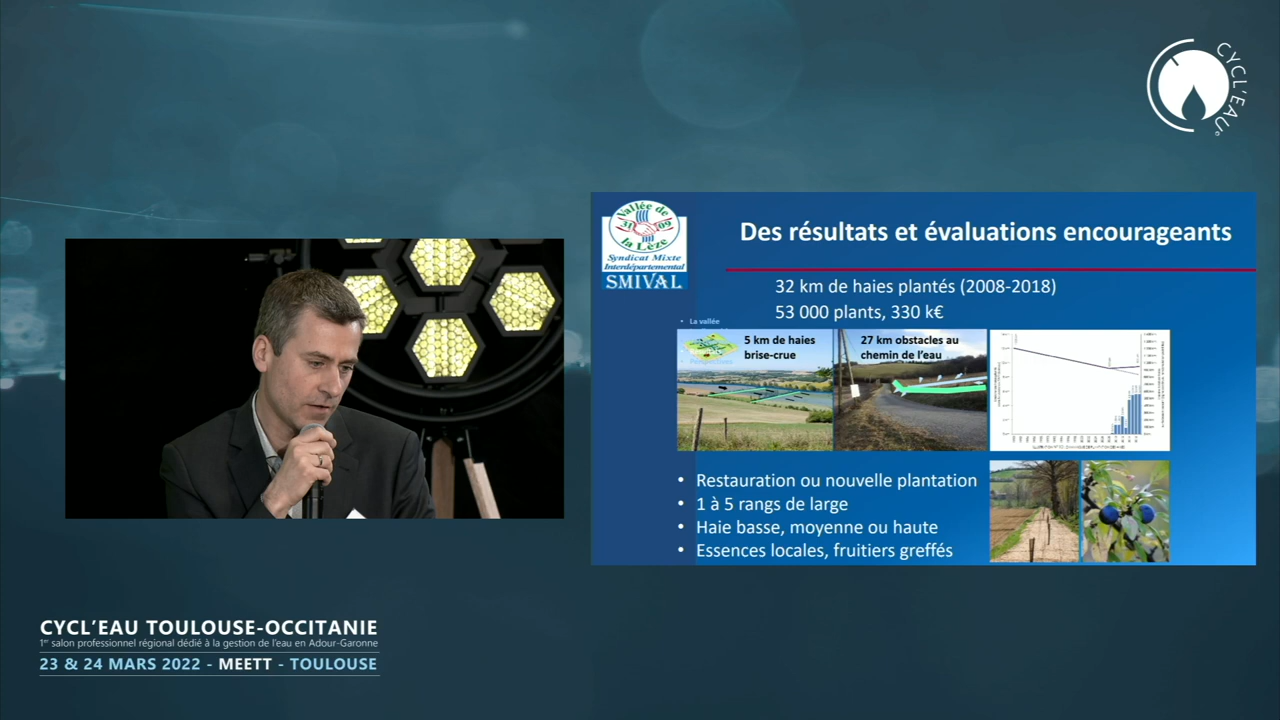 CYCL'EAU
Vallée de
31 09
la Lèze
Syndicat Mixte
Interdépartemental
SMIVAL
Des résultats et évaluations encourageants
32 km de haies plantés (2008-2018)
53 000 plants, 330 k€
• La vallée
5 km de haies
brise-crue
27 km obstacles au
chemin de l'eau
• Restauration ou nouvelle plantation
• 1 à 5 rangs de large
• Haie basse, moyenne ou haute
• Essences locales, fruitiers greffés
CYCL'EAU TOULOUSE-OCCITANIE
1er salon professionnel régional dédié à la gestion de l'eau en Adour-Garonne
23 & 24 MARS 2022 - MEETT - TOULOUSE